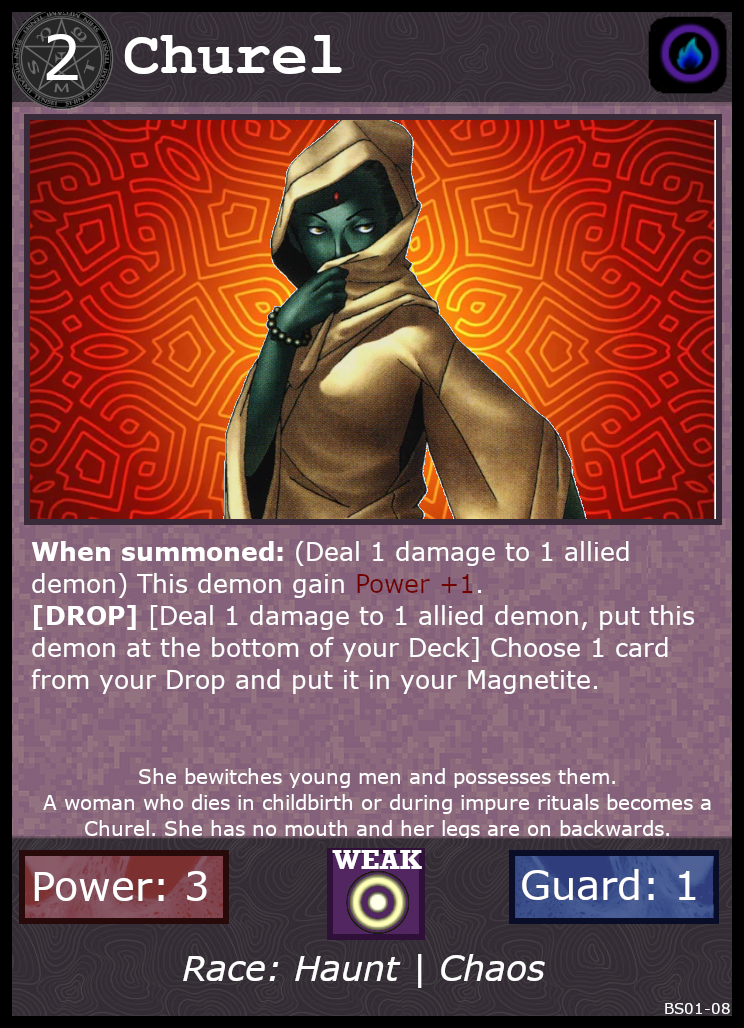 2 Churel
When summoned: (Deal 1 damage to 1 allied
demon) This demon gain Power +1.
[DROP] [Deal 1 damage to 1 allied demon, put this
demon at the bottom of your Deck] Choose 1 card
from your Drop and put it in your Magnetite.
She bewitches young men and possesses them.
A woman who dies in childbirth or during impure rituals becomes a
Churel. She has no mouth and her legs are on backwards.
Power: 3
WEAK
Guard: 1
Race: Haunt | Chaos
BS01-08